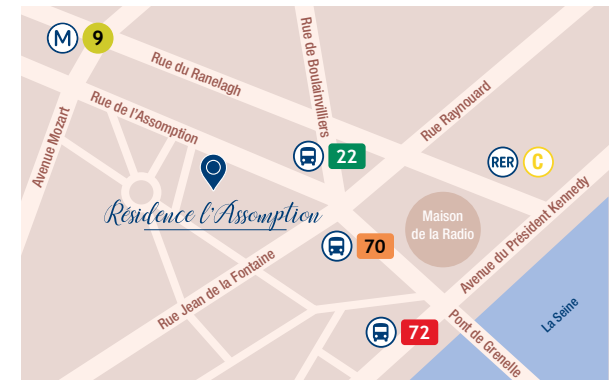 M 9
Rue du Ranelagh
Rue de Boulainvilliers
Rue Raynouard
Avenue Mozart
Rue de l'Assomption
22
RER C
Résidence l'Assomption
Maison
de la Radio
70
Avenue du Président Kennedy
Rue Jean de la Fontaine
72
Pont de Grenelle
La Seine